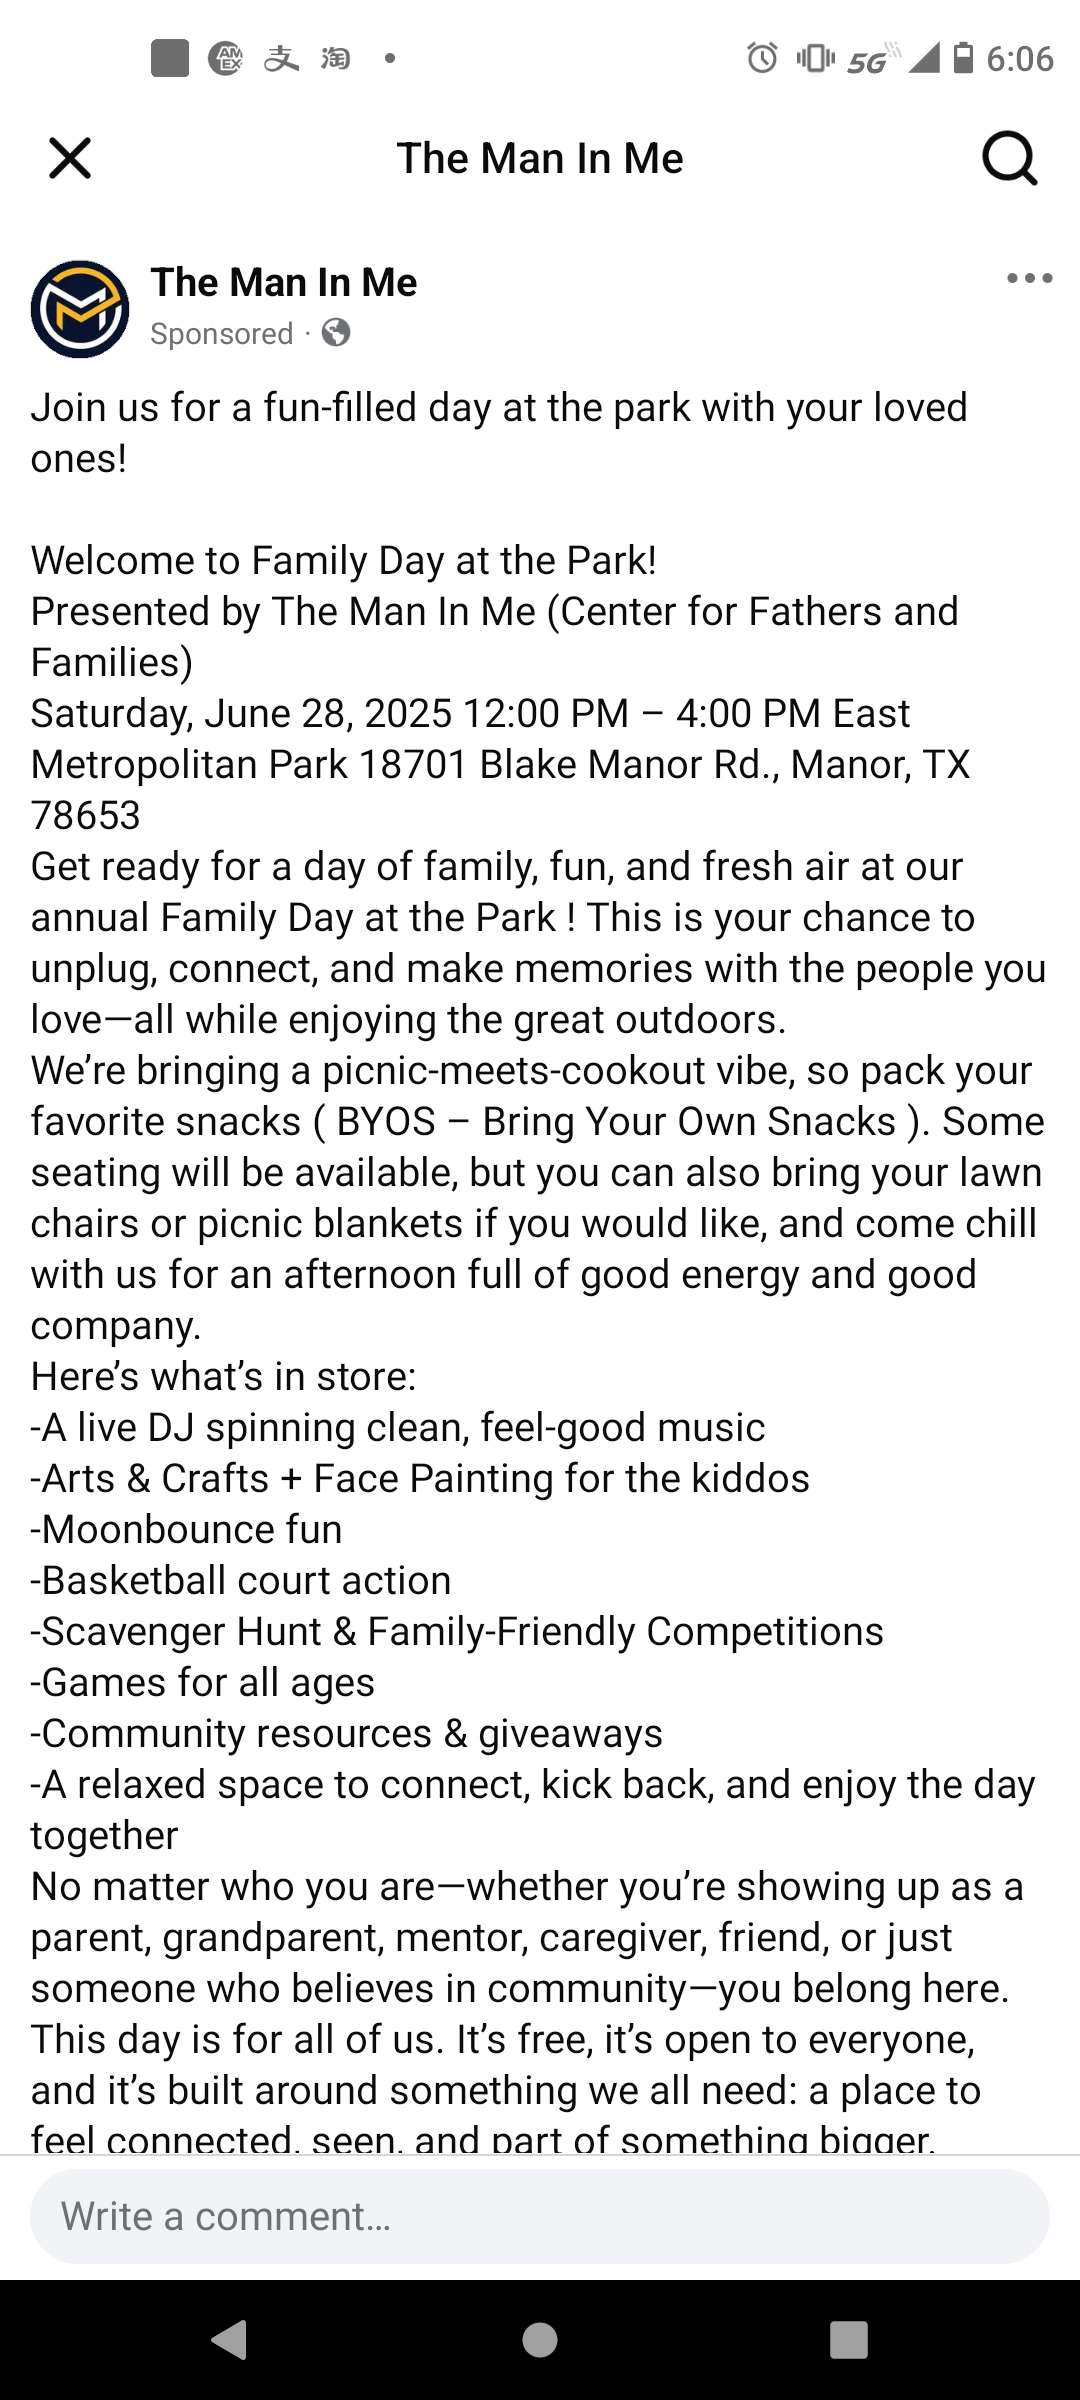 AM
EX
支
淘
5G
6:06
The Man In Me
The Man In Me
Sponsored ·
Join us for a fun-filled day at the park with your loved
ones!
Welcome to Family Day at the Park!
Presented by The Man In Me (Center for Fathers and
Families)
Saturday, June 28, 2025 12:00 PM – 4:00 PM East
Metropolitan Park 18701 Blake Manor Rd., Manor, TX
78653
Get ready for a day of family, fun, and fresh air at our
annual Family Day at the Park ! This is your chance to
unplug, connect, and make memories with the people you
love—all while enjoying the great outdoors.
We’re bringing a picnic-meets-cookout vibe, so pack your
favorite snacks ( BYOS – Bring Your Own Snacks ). Some
seating will be available, but you can also bring your lawn
chairs or picnic blankets if you would like, and come chill
with us for an afternoon full of good energy and good
company.
Here’s what’s in store:
-A live DJ spinning clean, feel-good music
-Arts & Crafts + Face Painting for the kiddos
-Moonbounce fun
-Basketball court action
-Scavenger Hunt & Family-Friendly Competitions
-Games for all ages
-Community resources & giveaways
-A relaxed space to connect, kick back, and enjoy the day
together
No matter who you are—whether you’re showing up as a
parent, grandparent, mentor, caregiver, friend, or just
someone who believes in community—you belong here.
This day is for all of us. It’s free, it’s open to everyone,
and it’s built around something we all need: a place to
feel connected, seen, and part of something bigger.
Write a comment...